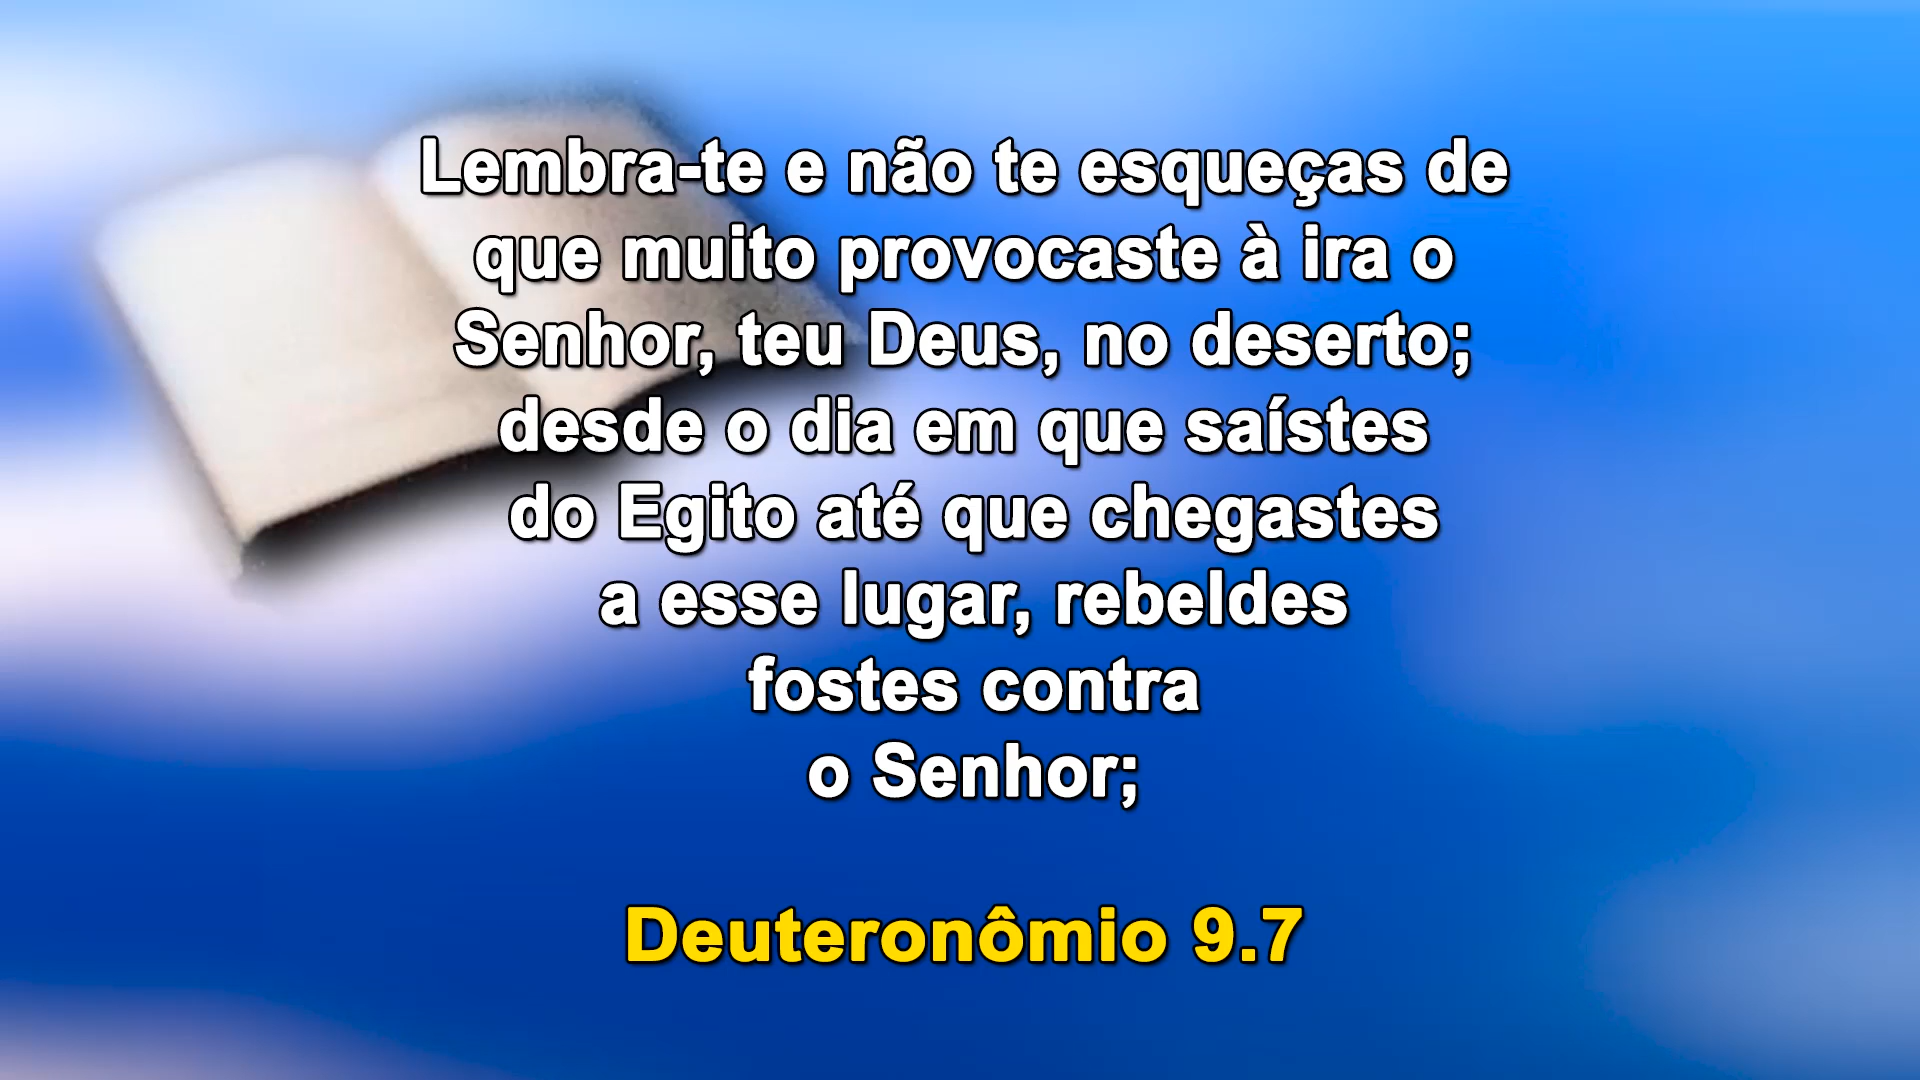 Lembra-te e não te esqueças de
que muito provocaste à ira o
Senhor, teu Deus, no deserto;
desde o dia em que saístes
do Egito até que chegastes
a esse lugar, rebeldes
fostes contra
o Senhor;
Deuteronômio 9.7